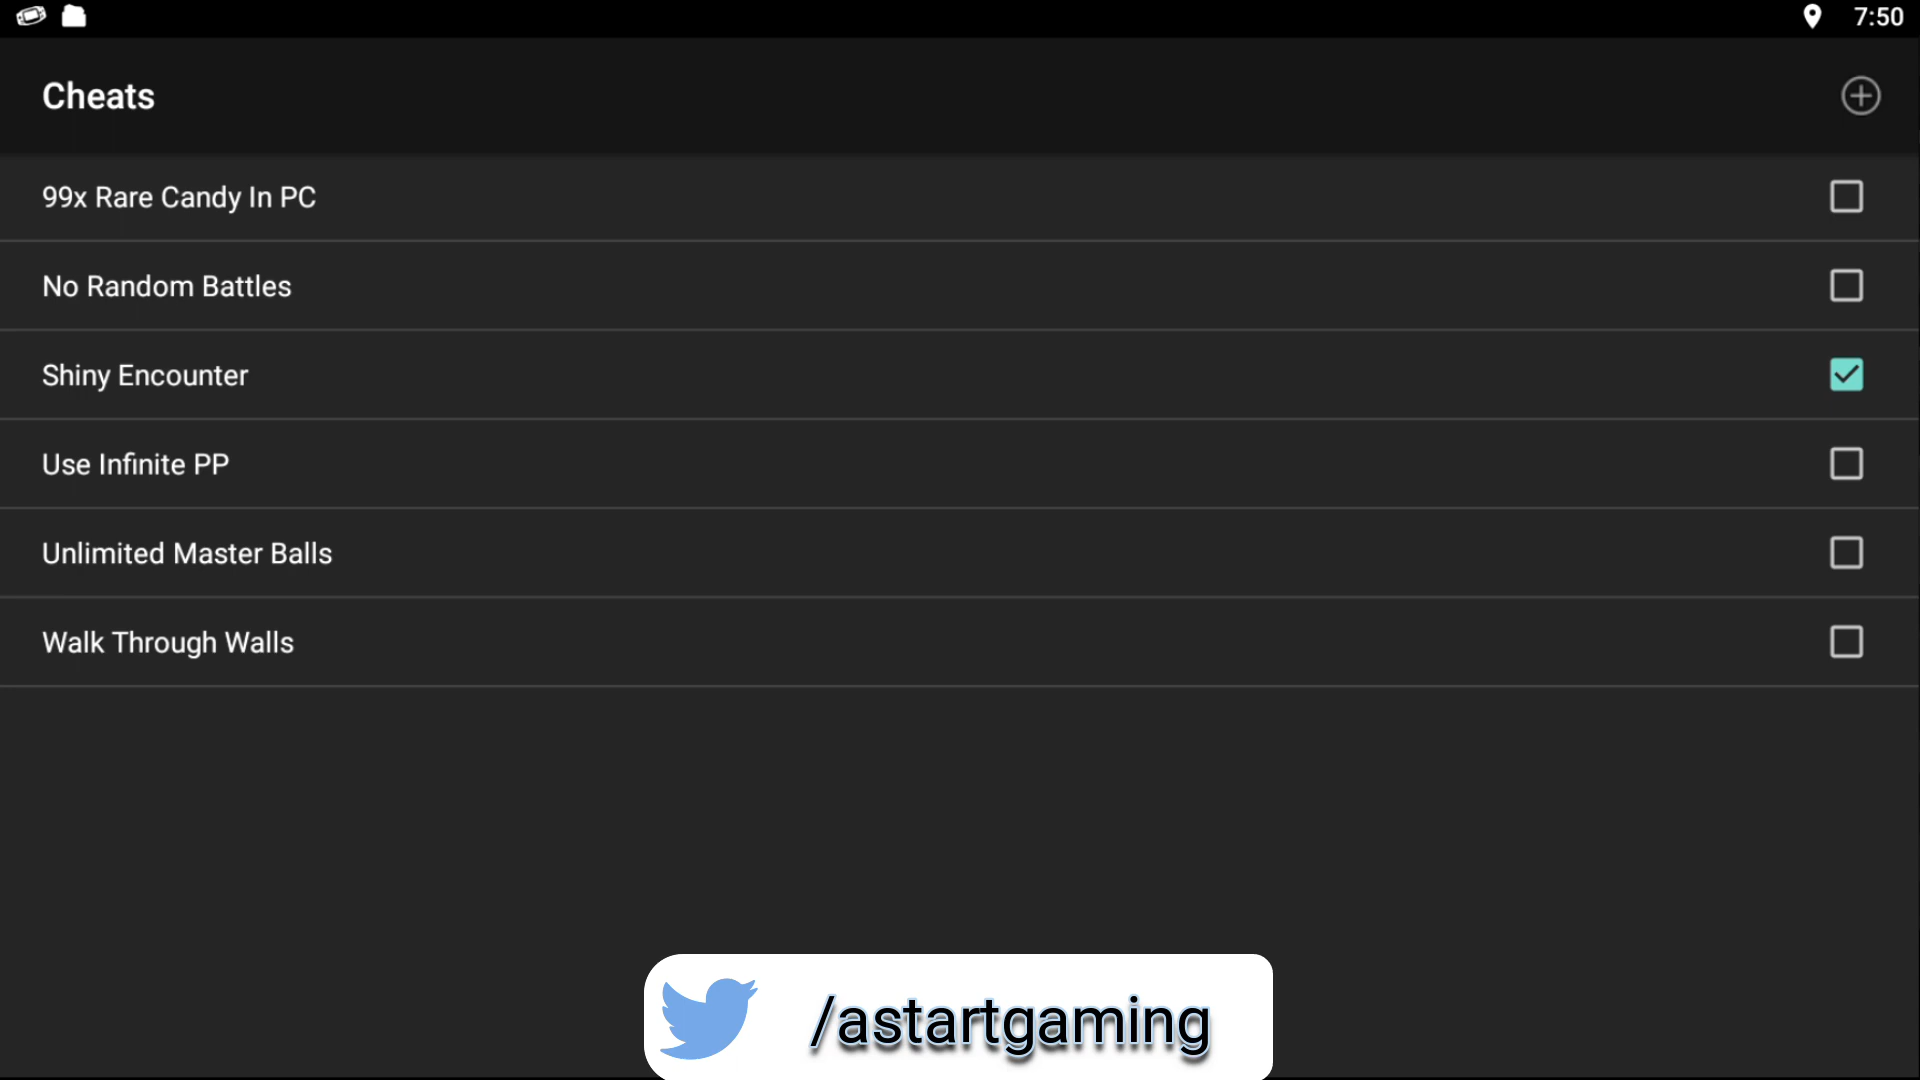 7:50
Cheats
99x Rare Candy In PC
No Random Battles
Shiny Encounter
Use Infinite PP
Unlimited Master Balls
Walk Through Walls
/astartgaming